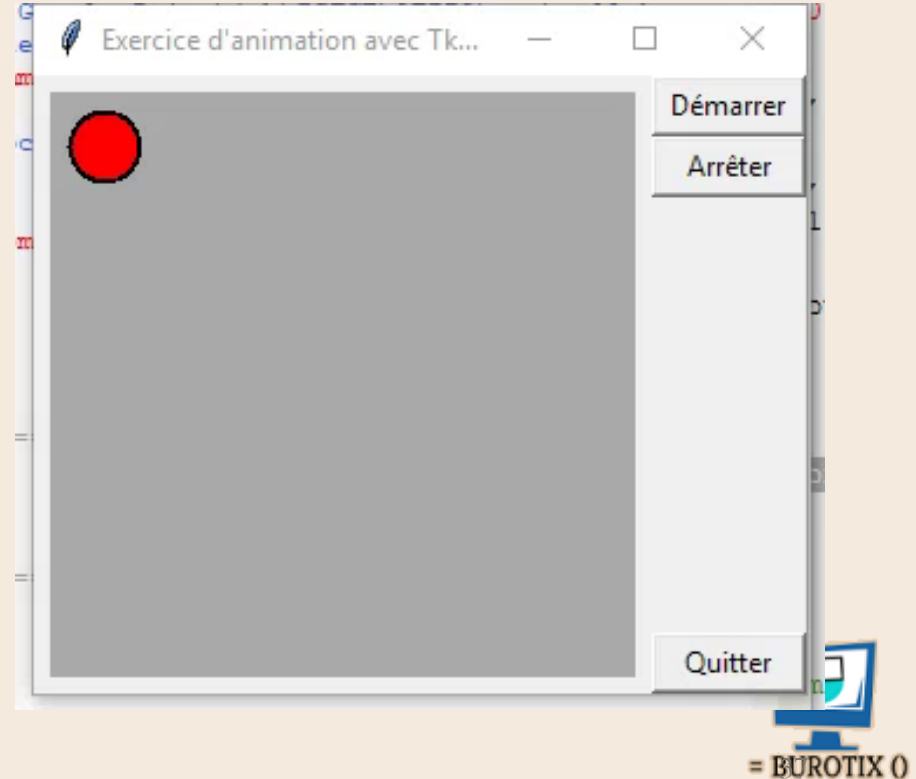 Exercice d'animation avec Tk...
Démarrer
Arrêter
Quitter
= BUROTIX ()